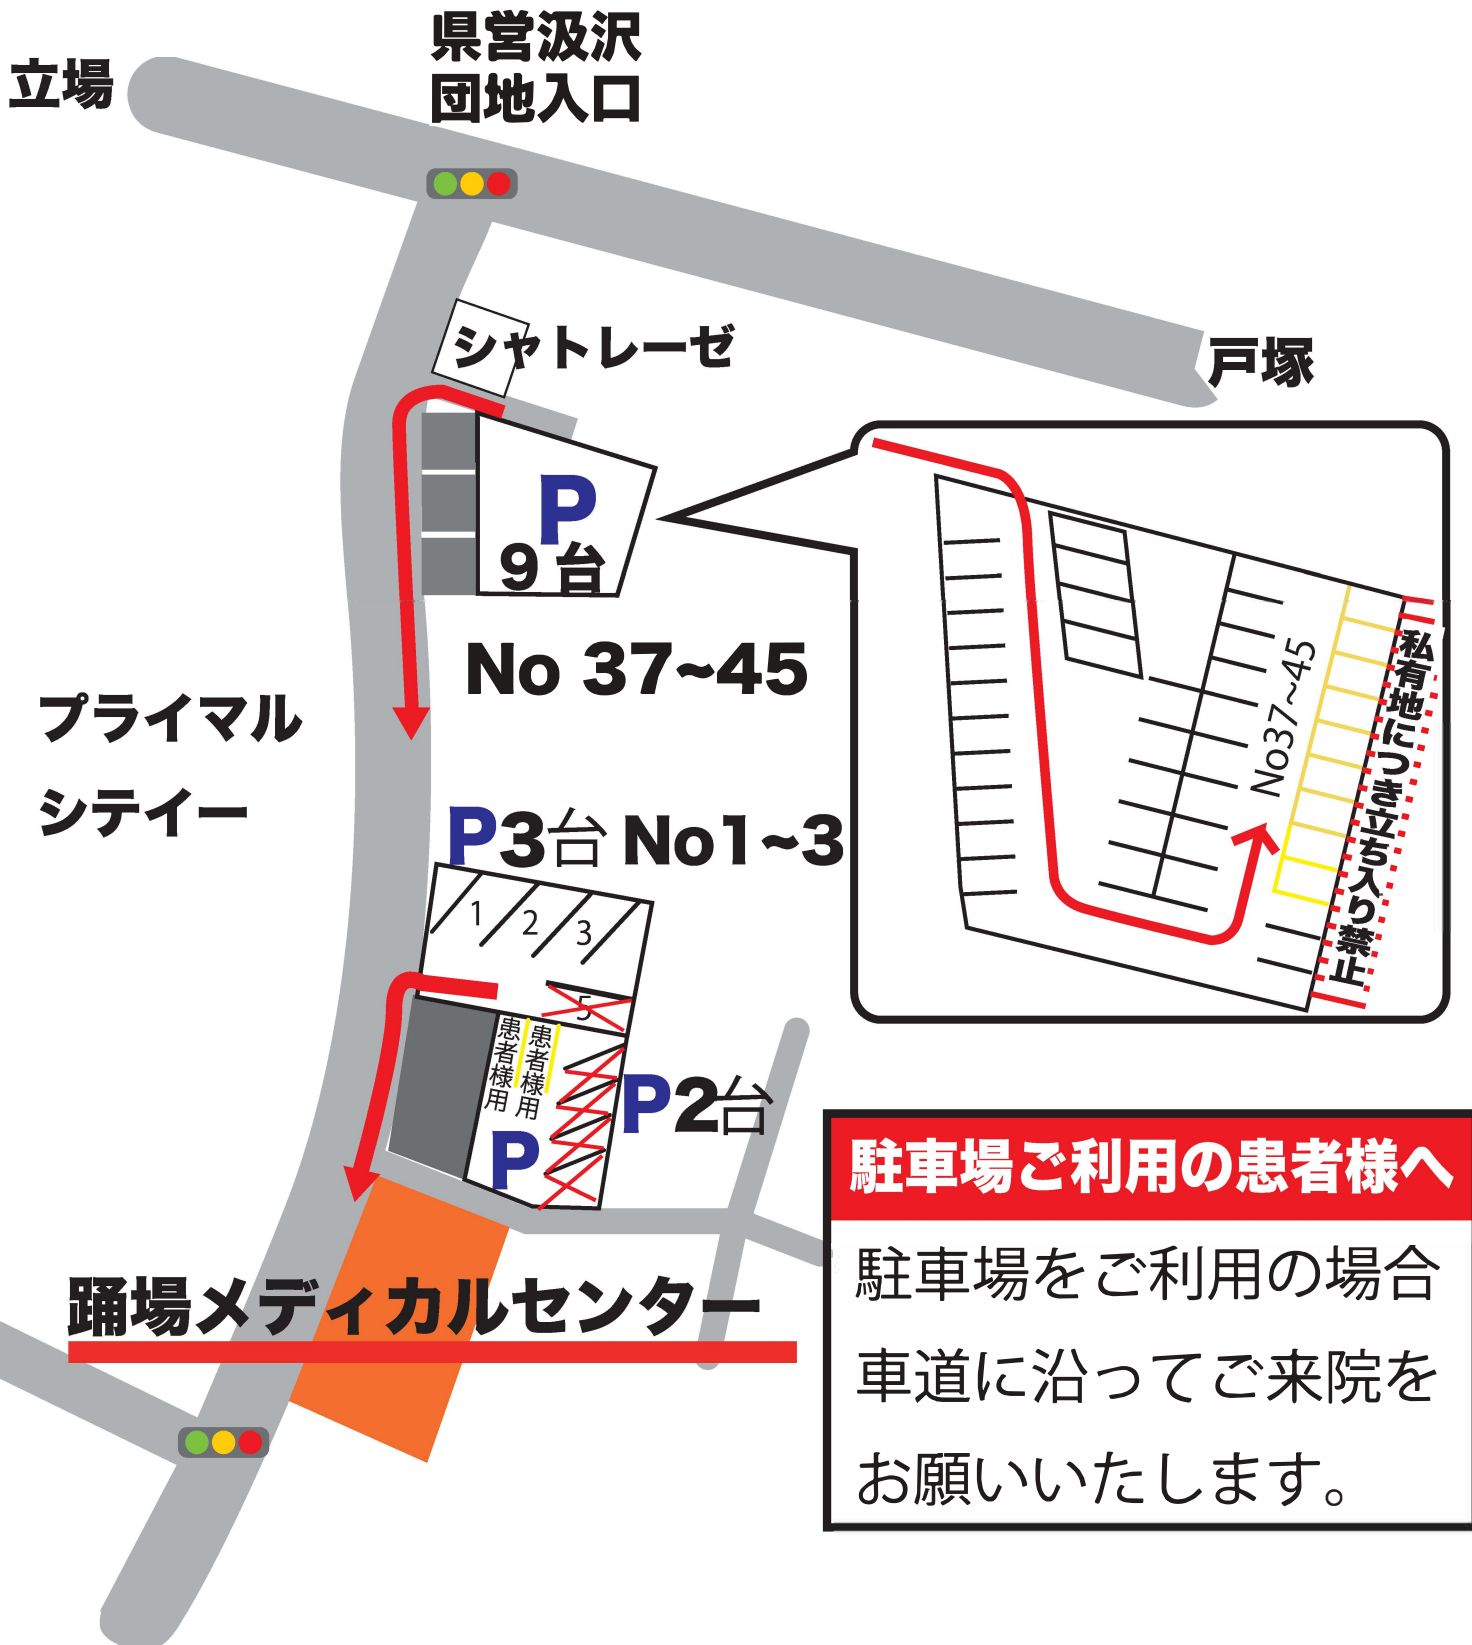 県営汲沢
団地入口
立場
シャトレーゼ
戸塚
P
9台
No 37~45
No37~45
私有地につき立ち入り禁止
プライマル
シテイー
P3台 No1~3
1
2
3
5
患者様用
患者様用
P
P2台
踊場メディカルセンター
駐車場ご利用の患者様へ
駐車場をご利用の場合
車道に沿ってご来院を
お願いいたします。